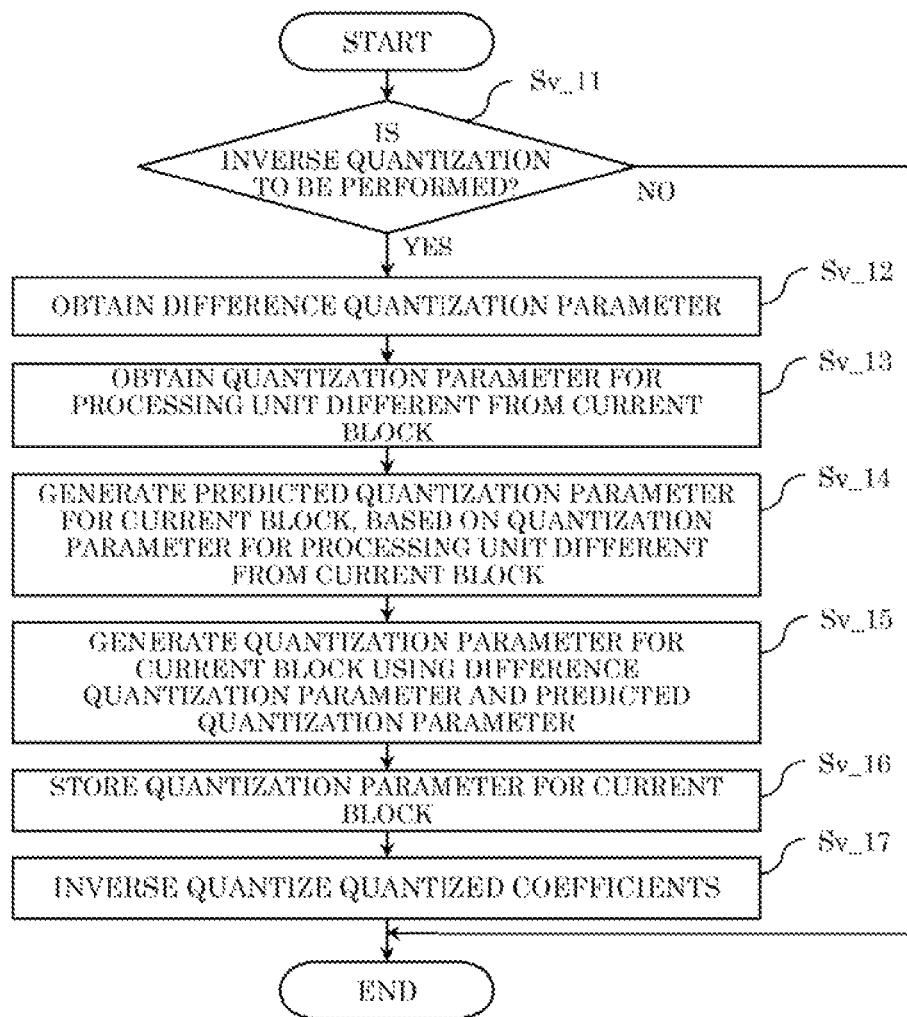 START
Sv_11
IS
INVERSE QUANTIZATION
TO BE PERFORMED?
NO
YES
Sv_12
OBTAIN DIFFERENCE QUANTIZATION PARAMETER
Sv_13
OBTAIN QUANTIZATION PARAMETER FOR
PROCESSING UNIT DIFFERENT FROM CURRENT
BLOCK
Sv_14
GENERATE PREDICTED QUANTIZATION PARAMETER
FOR CURRENT BLOCK, BASED ON QUANTIZATION
PARAMETER FOR PROCESSING UNIT DIFFERENT
FROM CURRENT BLOCK
Sv_15
GENERATE QUANTIZATION PARAMETER FOR
CURRENT BLOCK USING DIFFERENCE
QUANTIZATION PARAMETER AND PREDICTED
QUANTIZATION PARAMETER
Sv_16
STORE QUANTIZATION PARAMETER FOR CURRENT
BLOCK
Sv_17
INVERSE QUANTIZE QUANTIZED COEFFICIENTS
END